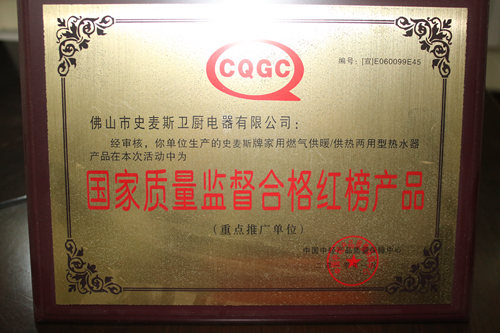 CQGC
编号:[宣]E060099E45
佛山市史麦斯卫厨电器有限公司:
经审核,你单位生产的史麦斯牌家用燃气供暖/供热两用型热水器
产品在本次活动中为
国家质量监督合格红榜产品
(重点推广单位)